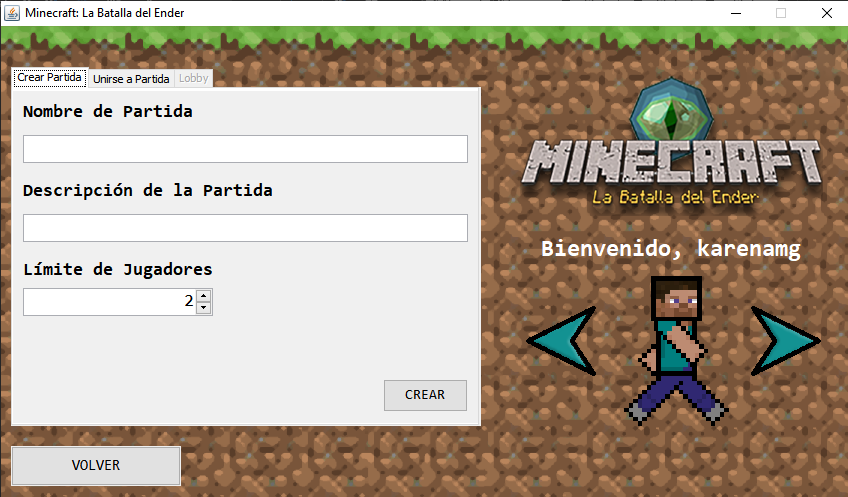 Minecraft: La Batalla del Ender
Crear Partida Unirse a Partida Lobby
Nombre de Partida
Descripción de la Partida
Límite de Jugadores
2
CREAR
VOLVER
MINECRAFT
La Batalla del Ender
Bienvenido, karenamg